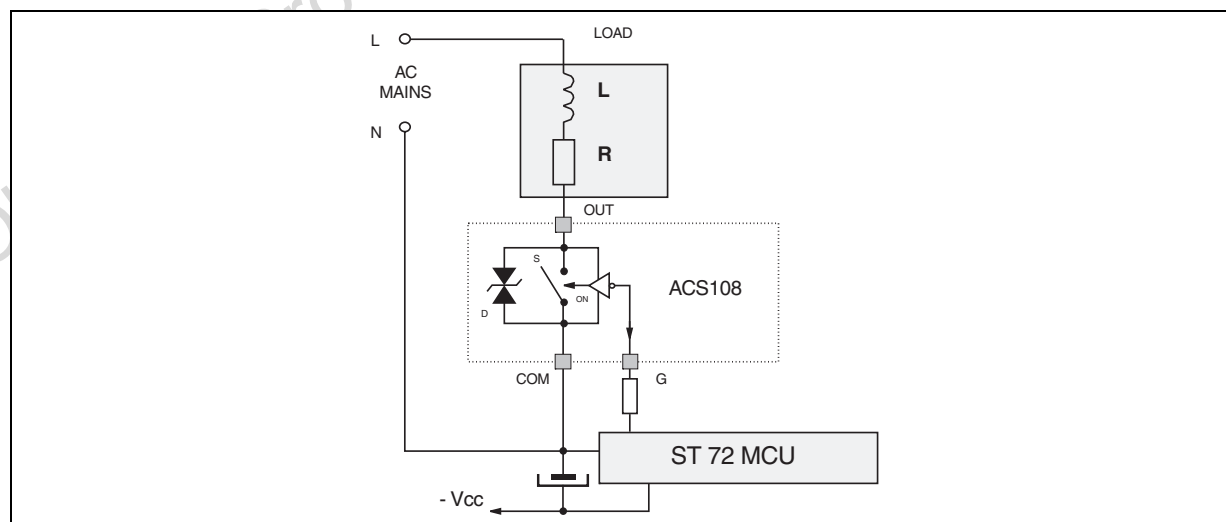 LOAD
L
AC
MAINS
L
N
R
OUT
S
ACS108
ON
D
COM
G
ST 72 MCU
- Vcc